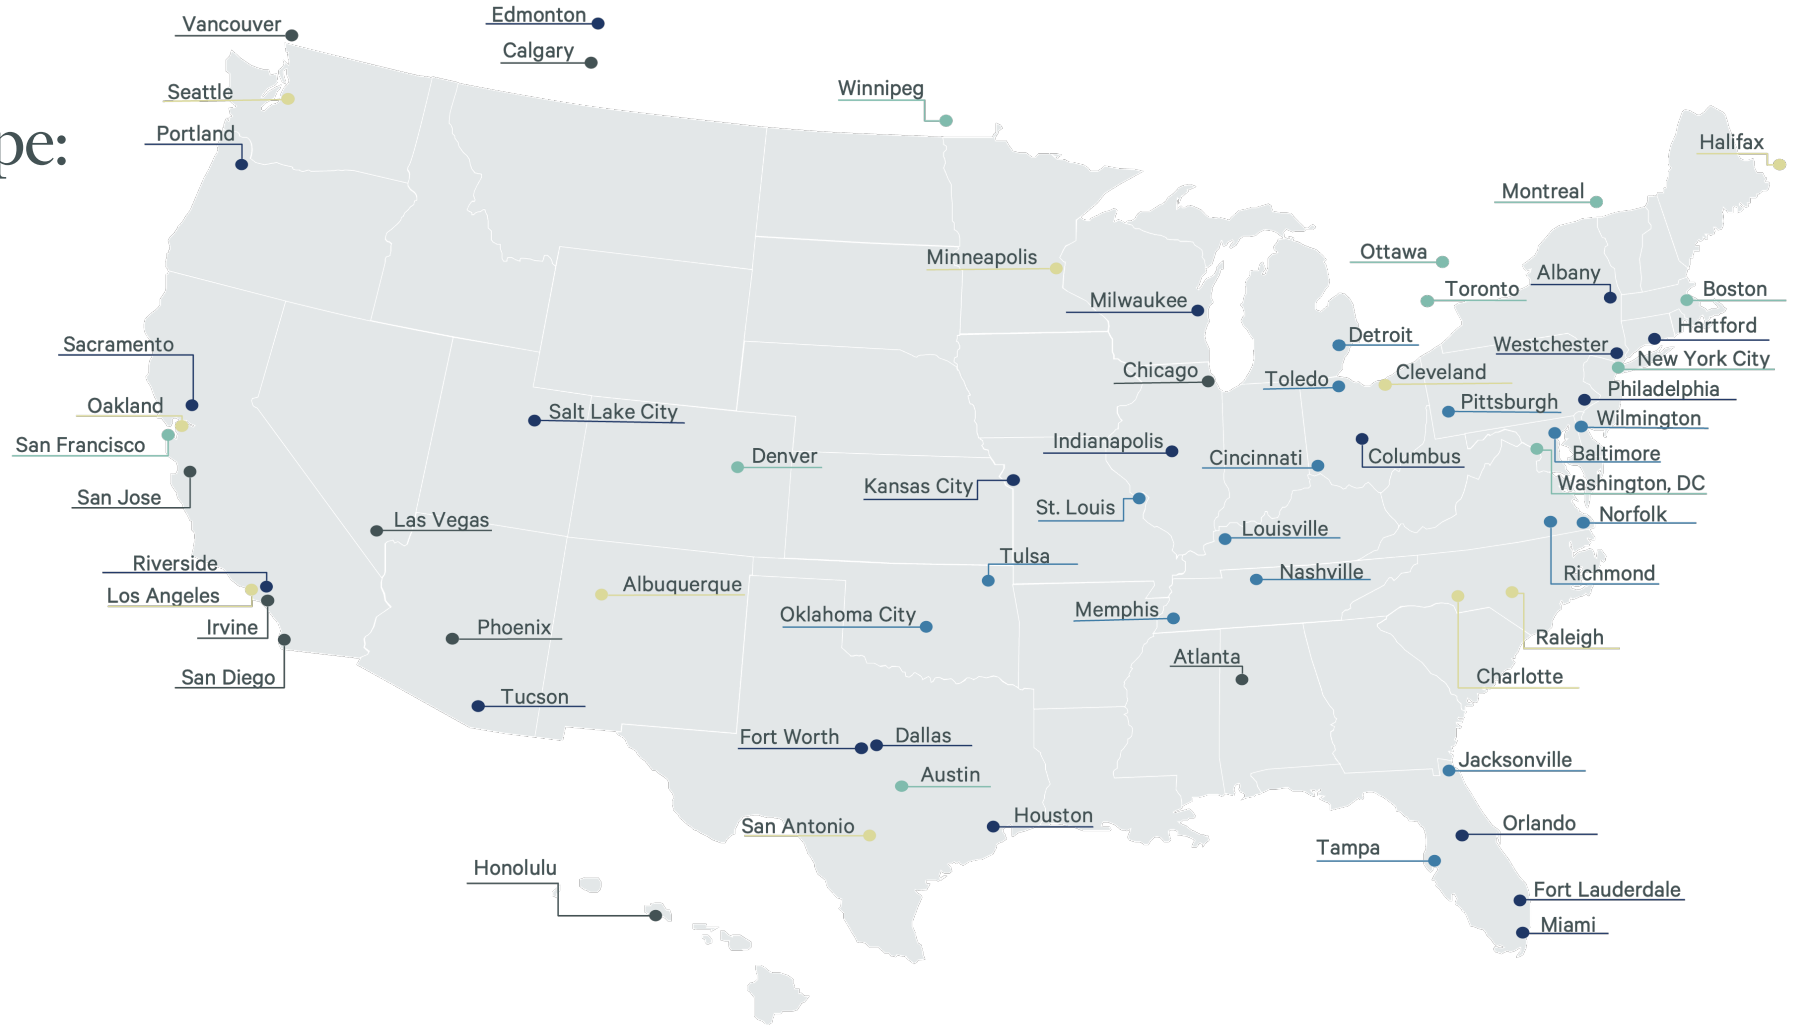 Vancouver
Edmonton
Calgary
Seattle
Winnipeg
Portland
pe:
Halifax
Montreal
Ottawa
Minneapolis
Albany
Toronto
Boston
Milwaukee
Hartford
Detroit
Westchester
Sacramento
New York City
Chicago
Toledo
Cleveland
Philadelphia
Pittsburgh
Oakland
Salt Lake City
Wilmington
San Francisco
Indianapolis
Denver
Cincinnati
Columbus
Baltimore
Kansas City
Washington, DC
San Jose
St. Louis
Norfolk
Las Vegas
Louisville
Tulsa
Riverside
Nashville
Richmond
Albuquerque
Los Angeles
Memphis
Oklahoma City
Irvine
Phoenix
Raleigh
Atlanta
San Diego
Charlotte
Tucson
Fort Worth
Dallas
Jacksonville
Austin
Houston
San Antonio
Orlando
Tampa
Honolulu
Fort Lauderdale
Miami